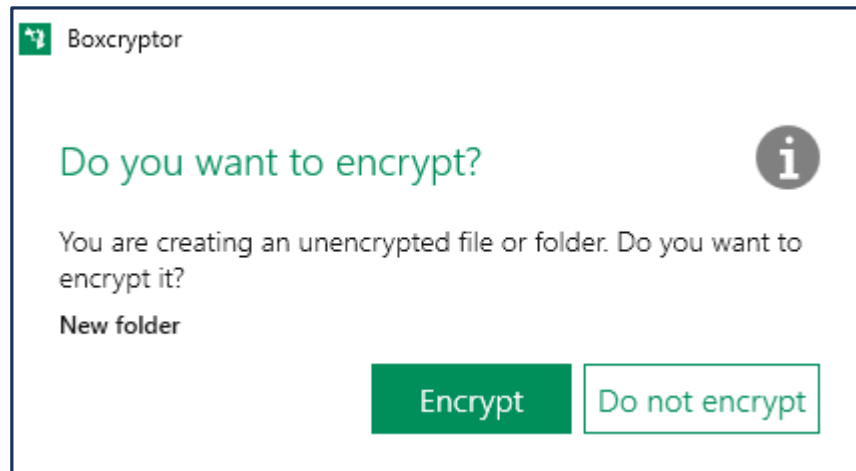 Boxcryptor
Do you want to encrypt?
You are creating an unencrypted file or folder. Do you want to
encrypt it?
New folder
Encrypt
Do not encrypt